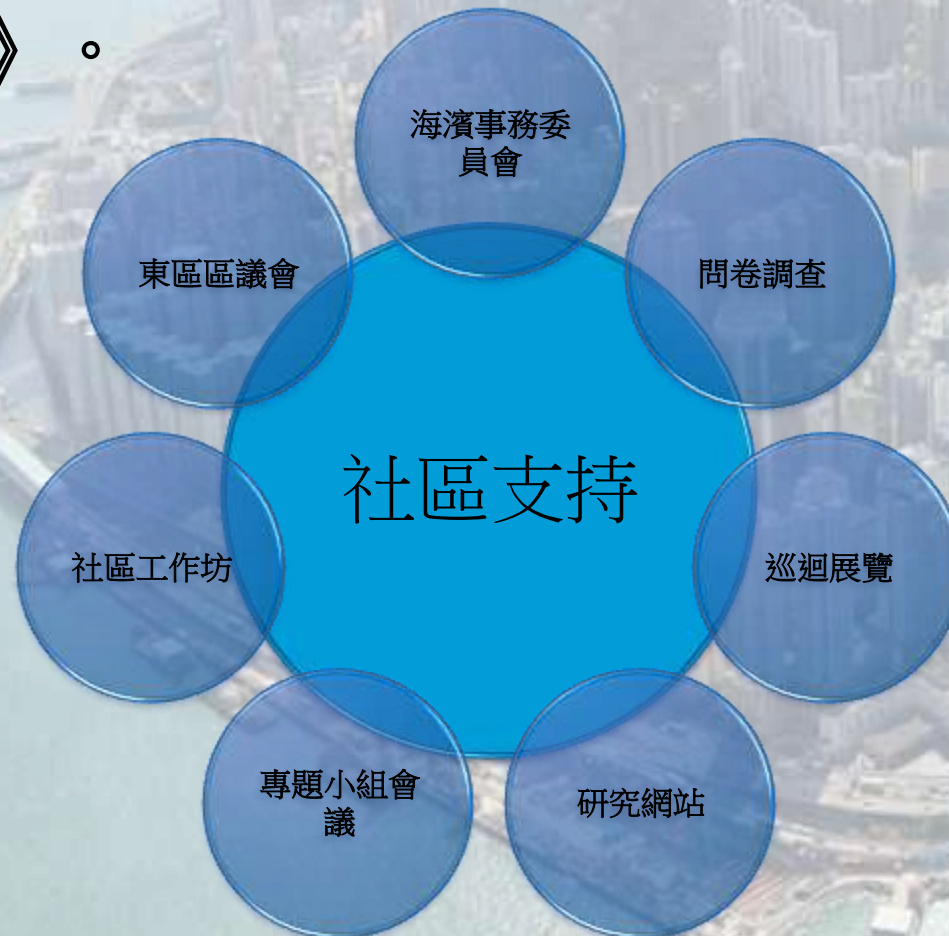 》。
海濱事務委
員會
東區區議會
問卷調查
社區支持
社區工作坊
巡迴展覽
專題小組會
議
研究網站